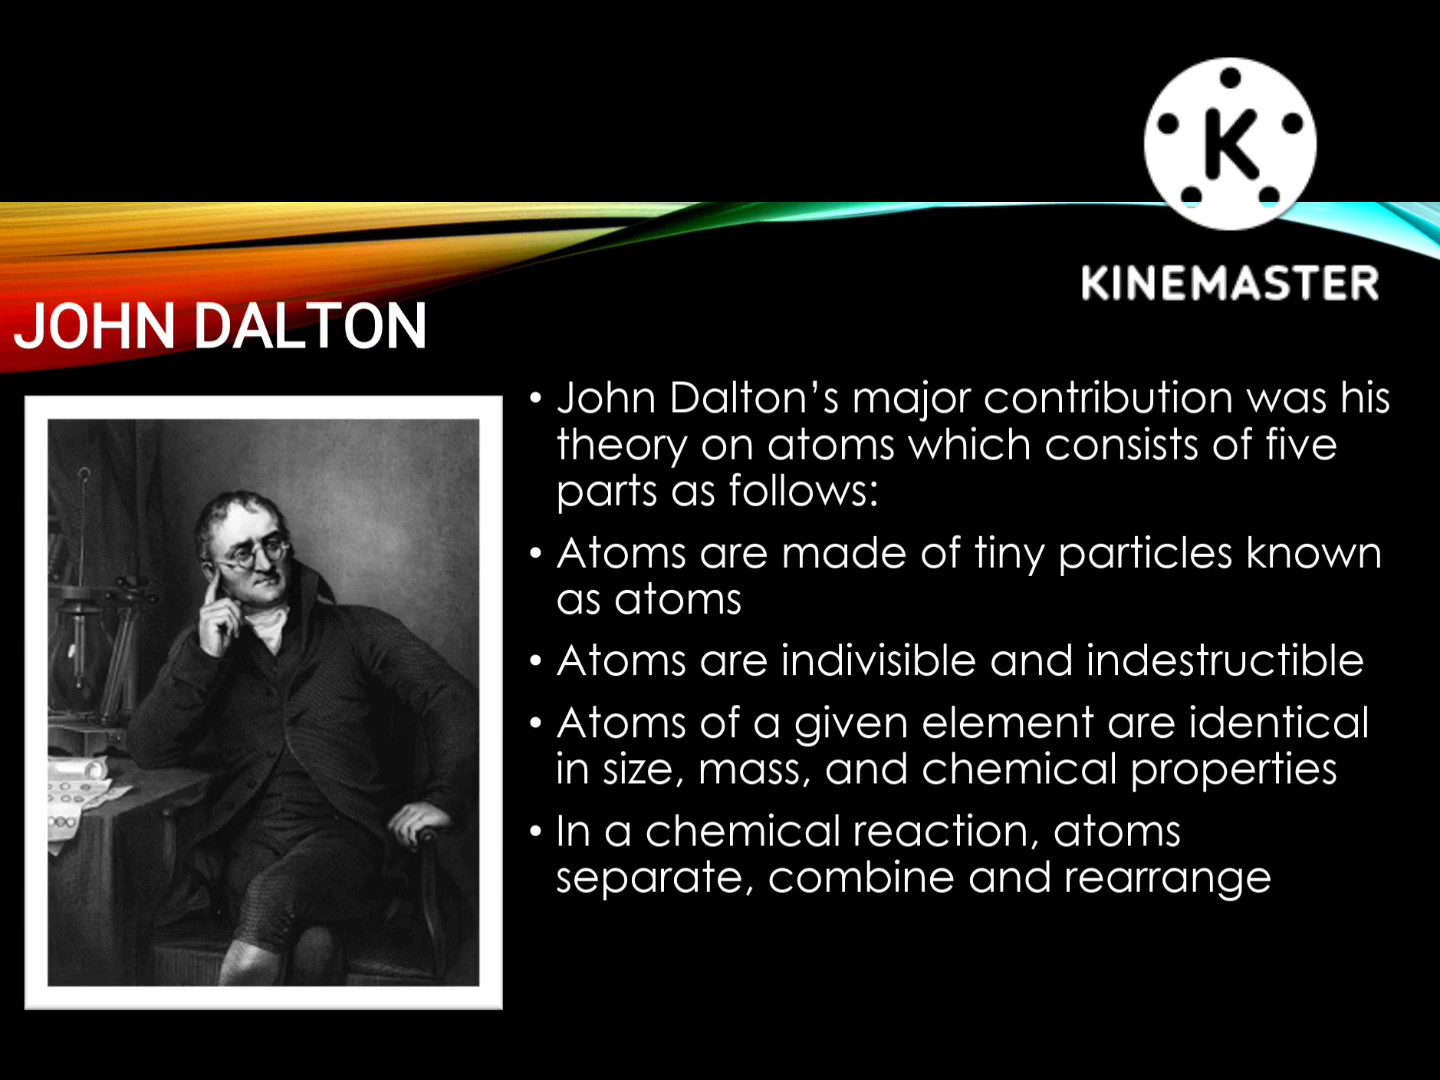 K
KINEMASTER
JOHN DALTON
• John Dalton’s major contribution was his
theory on atoms which consists of five
parts as follows:
• Atoms are made of tiny particles known
as atoms
• Atoms are indivisible and indestructible
• Atoms of a given element are identical
in size, mass, and chemical properties
• In a chemical reaction, atoms
separate, combine and rearrange